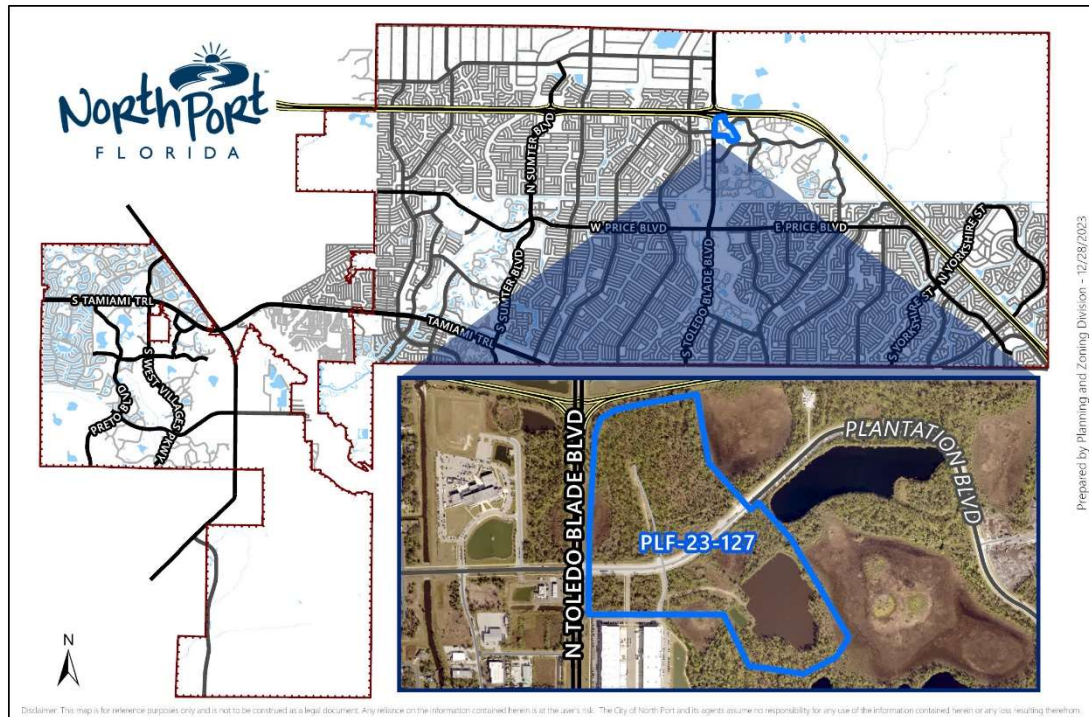 North Port
FLORIDA
N SUMTER BLVD
W PRICE BLVD
E PRICE BLVD
N YORKSHIRE ST
S TAMIAMI TRL
S SUMTER BLVD
S TOLEDO BLADE BLVD
S YORKSHIRE ST
TAMIAMI TRL
S WEST VILLAGES PKWY
PRETO BLVD
N-TOLEDO-BLADE-BLVD
PLANTATION-BLVD
PLF-23-127
N
Prepared by Planning and Zoning Division - 12/28/2023
Disclaimer: This map is for reference purposes only and is not to be construed as a legal document. Any reliance on the information contained herein is at the user's risk. The City of North Port and its agents assume no responsibility for any use of the information contained herein or any loss resulting therefrom.